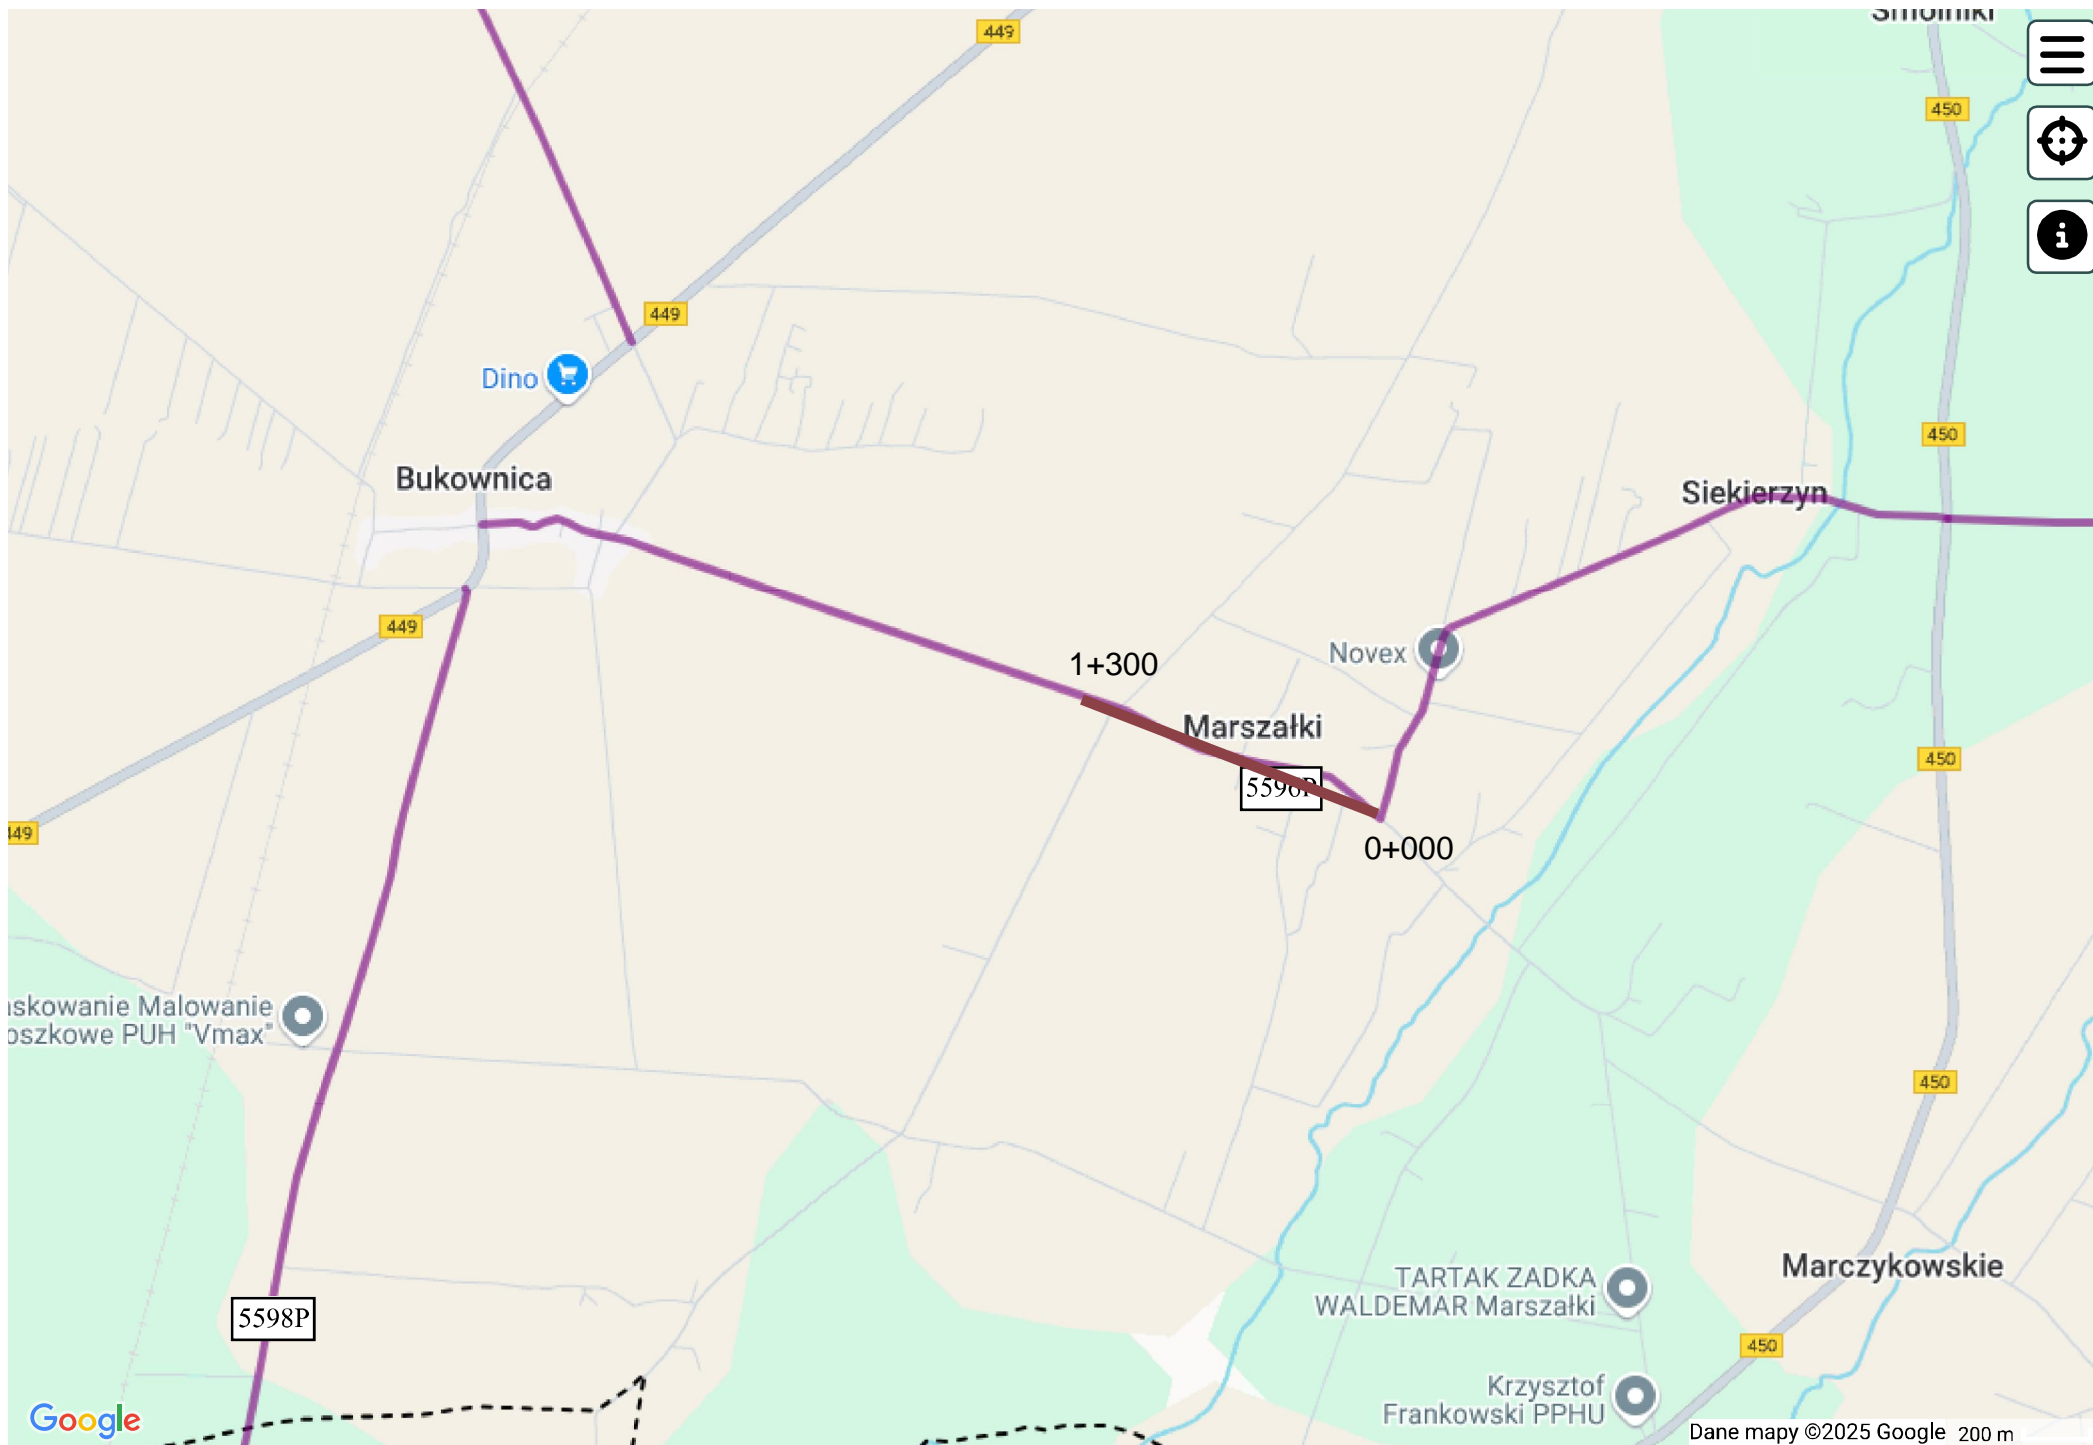 Smolniki
449
450
449
Dino
450
Bukownica
Siekierzyn
449
Novex
1+300
Marszałki
450
5596P
449
0+000
askowanie Malowanie
oszkowe PUH "Vmax"
450
Marczykowskie
TARTAK ZADKA
WALDEMAR Marszałki
5598P
450
Krzysztof
Frankowski PPHU
Google
Dane mapy ©2025 Google 200 m